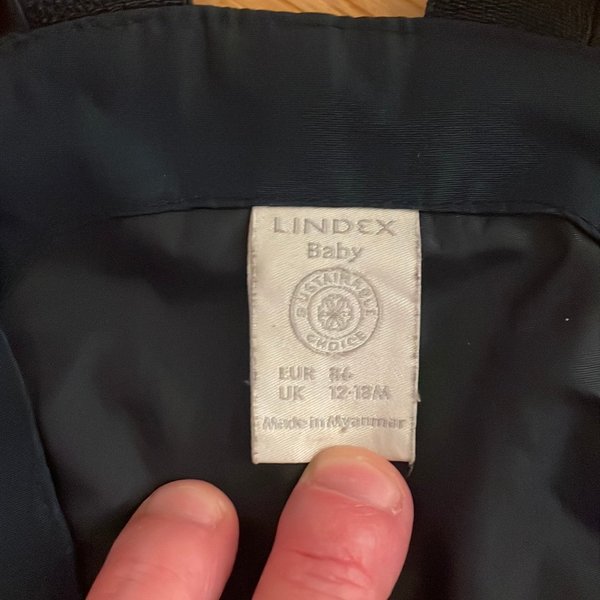 LINDEX
Baby
SUSTAINABLE
CHOICE
EUR 86
UK 12-18M
Made in Myanmar